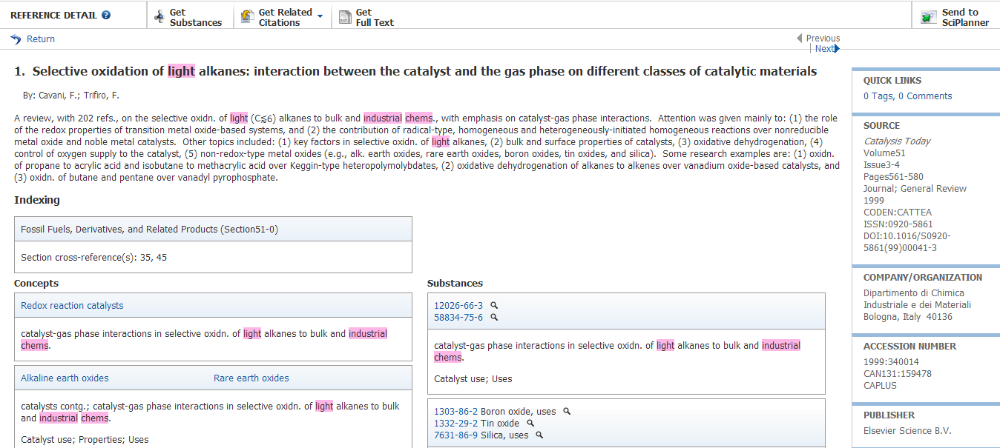 REFERENCE DETAIL
Get
Substances
Get Related
Citations
Get
Full Text
Send to
SciPlanner
Return
Previous
Next
1. Selective oxidation of light alkanes: interaction between the catalyst and the gas phase on different classes of catalytic materials
By: Cavani, F.; Trifiro, F.
A review, with 202 refs., on the selective oxidn. of light (C≦6) alkanes to bulk and industrial chems., with emphasis on catalyst-gas phase interactions. Attention was given mainly to: (1) the role
of the redox properties of transition metal oxide-based systems, and (2) the contribution of radical-type, homogeneous and heterogeneously-initiated homogeneous reactions over nonreducible
metal oxide and noble metal catalysts. Other topics included: (1) key factors in selective oxidn. of light alkanes, (2) bulk and surface properties of catalysts, (3) oxidative dehydrogenation, (4)
control of oxygen supply to the catalyst, (5) non-redox-type metal oxides (e.g., alk. earth oxides, rare earth oxides, boron oxides, tin oxides, and silica). Some research examples are: (1) oxidn.
of propane to acrylic acid and isobutane to methacrylic acid over Keggin-type heteropolymolybdates, (2) oxidative dehydrogenation of alkanes to alkenes over vanadium oxide-based catalysts, and
(3) oxidn. of butane and pentane over vanadyl pyrophosphate.
Indexing
Fossil Fuels, Derivatives, and Related Products (Section51-0)
Section cross-reference(s): 35, 45
Concepts
Redox reaction catalysts
catalyst-gas phase interactions in selective oxidn. of light alkanes to bulk and industrial
chems.
Alkaline earth oxides Rare earth oxides
catalysts contg.; catalyst-gas phase interactions in selective oxidn. of light alkanes to bulk
and industrial chems.
Catalyst use; Properties; Uses
Substances
12026-66-3
58834-75-6
catalyst-gas phase interactions in selective oxidn. of light alkanes to bulk and industrial
chems.
Catalyst use; Uses
1303-86-2 Boron oxide, uses
1332-29-2 Tin oxide
7631-86-9 Silica, uses
QUICK LINKS
0 Tags, 0 Comments
SOURCE
Catalysis Today
Volume51
Issue3-4
Pages561-580
Journal; General Review
1999
CODEN:CATTEA
ISSN:0920-5861
DOI:10.1016/S0920-
5861(99)00041-3
COMPANY/ORGANIZATION
Dipartimento di Chimica
Industriale e dei Materiali
Bologna, Italy 40136
ACCESSION NUMBER
1999:340014
CAN131:159478
CAPLUS
PUBLISHER
Elsevier Science B.V.